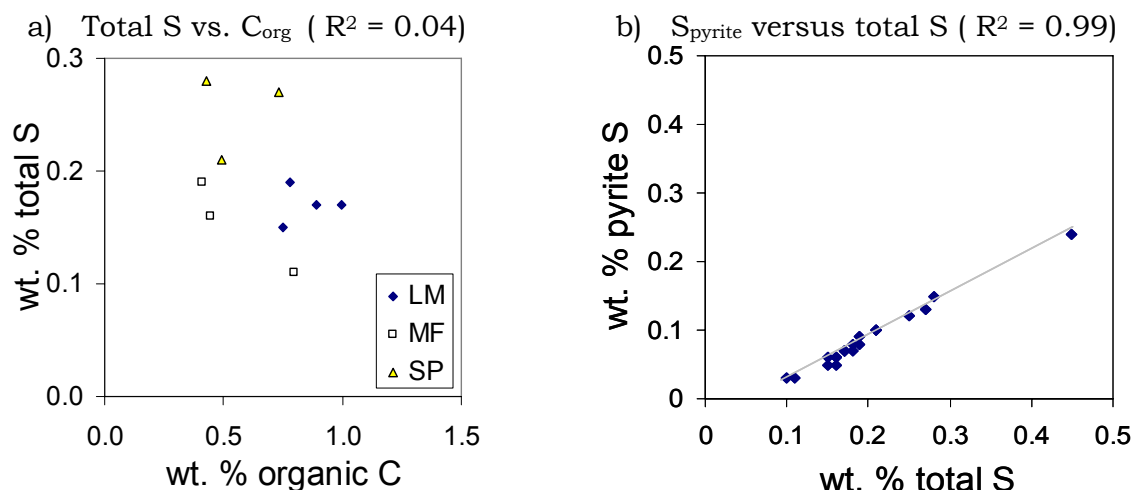 a) Total S vs. Corg ( R² = 0.04)
0.3
0.2
0.1
0.0
wt. % total S
0.0 0.5 1.0 1.5
wt. % organic C
LM
MF
SP
b) Spyrite versus total S ( R² = 0.99)
0.5
0.4
0.3
0.2
0.1
0
wt. % pyrite S
0 0.1 0.2 0.3 0.4 0.5
wt. % total S